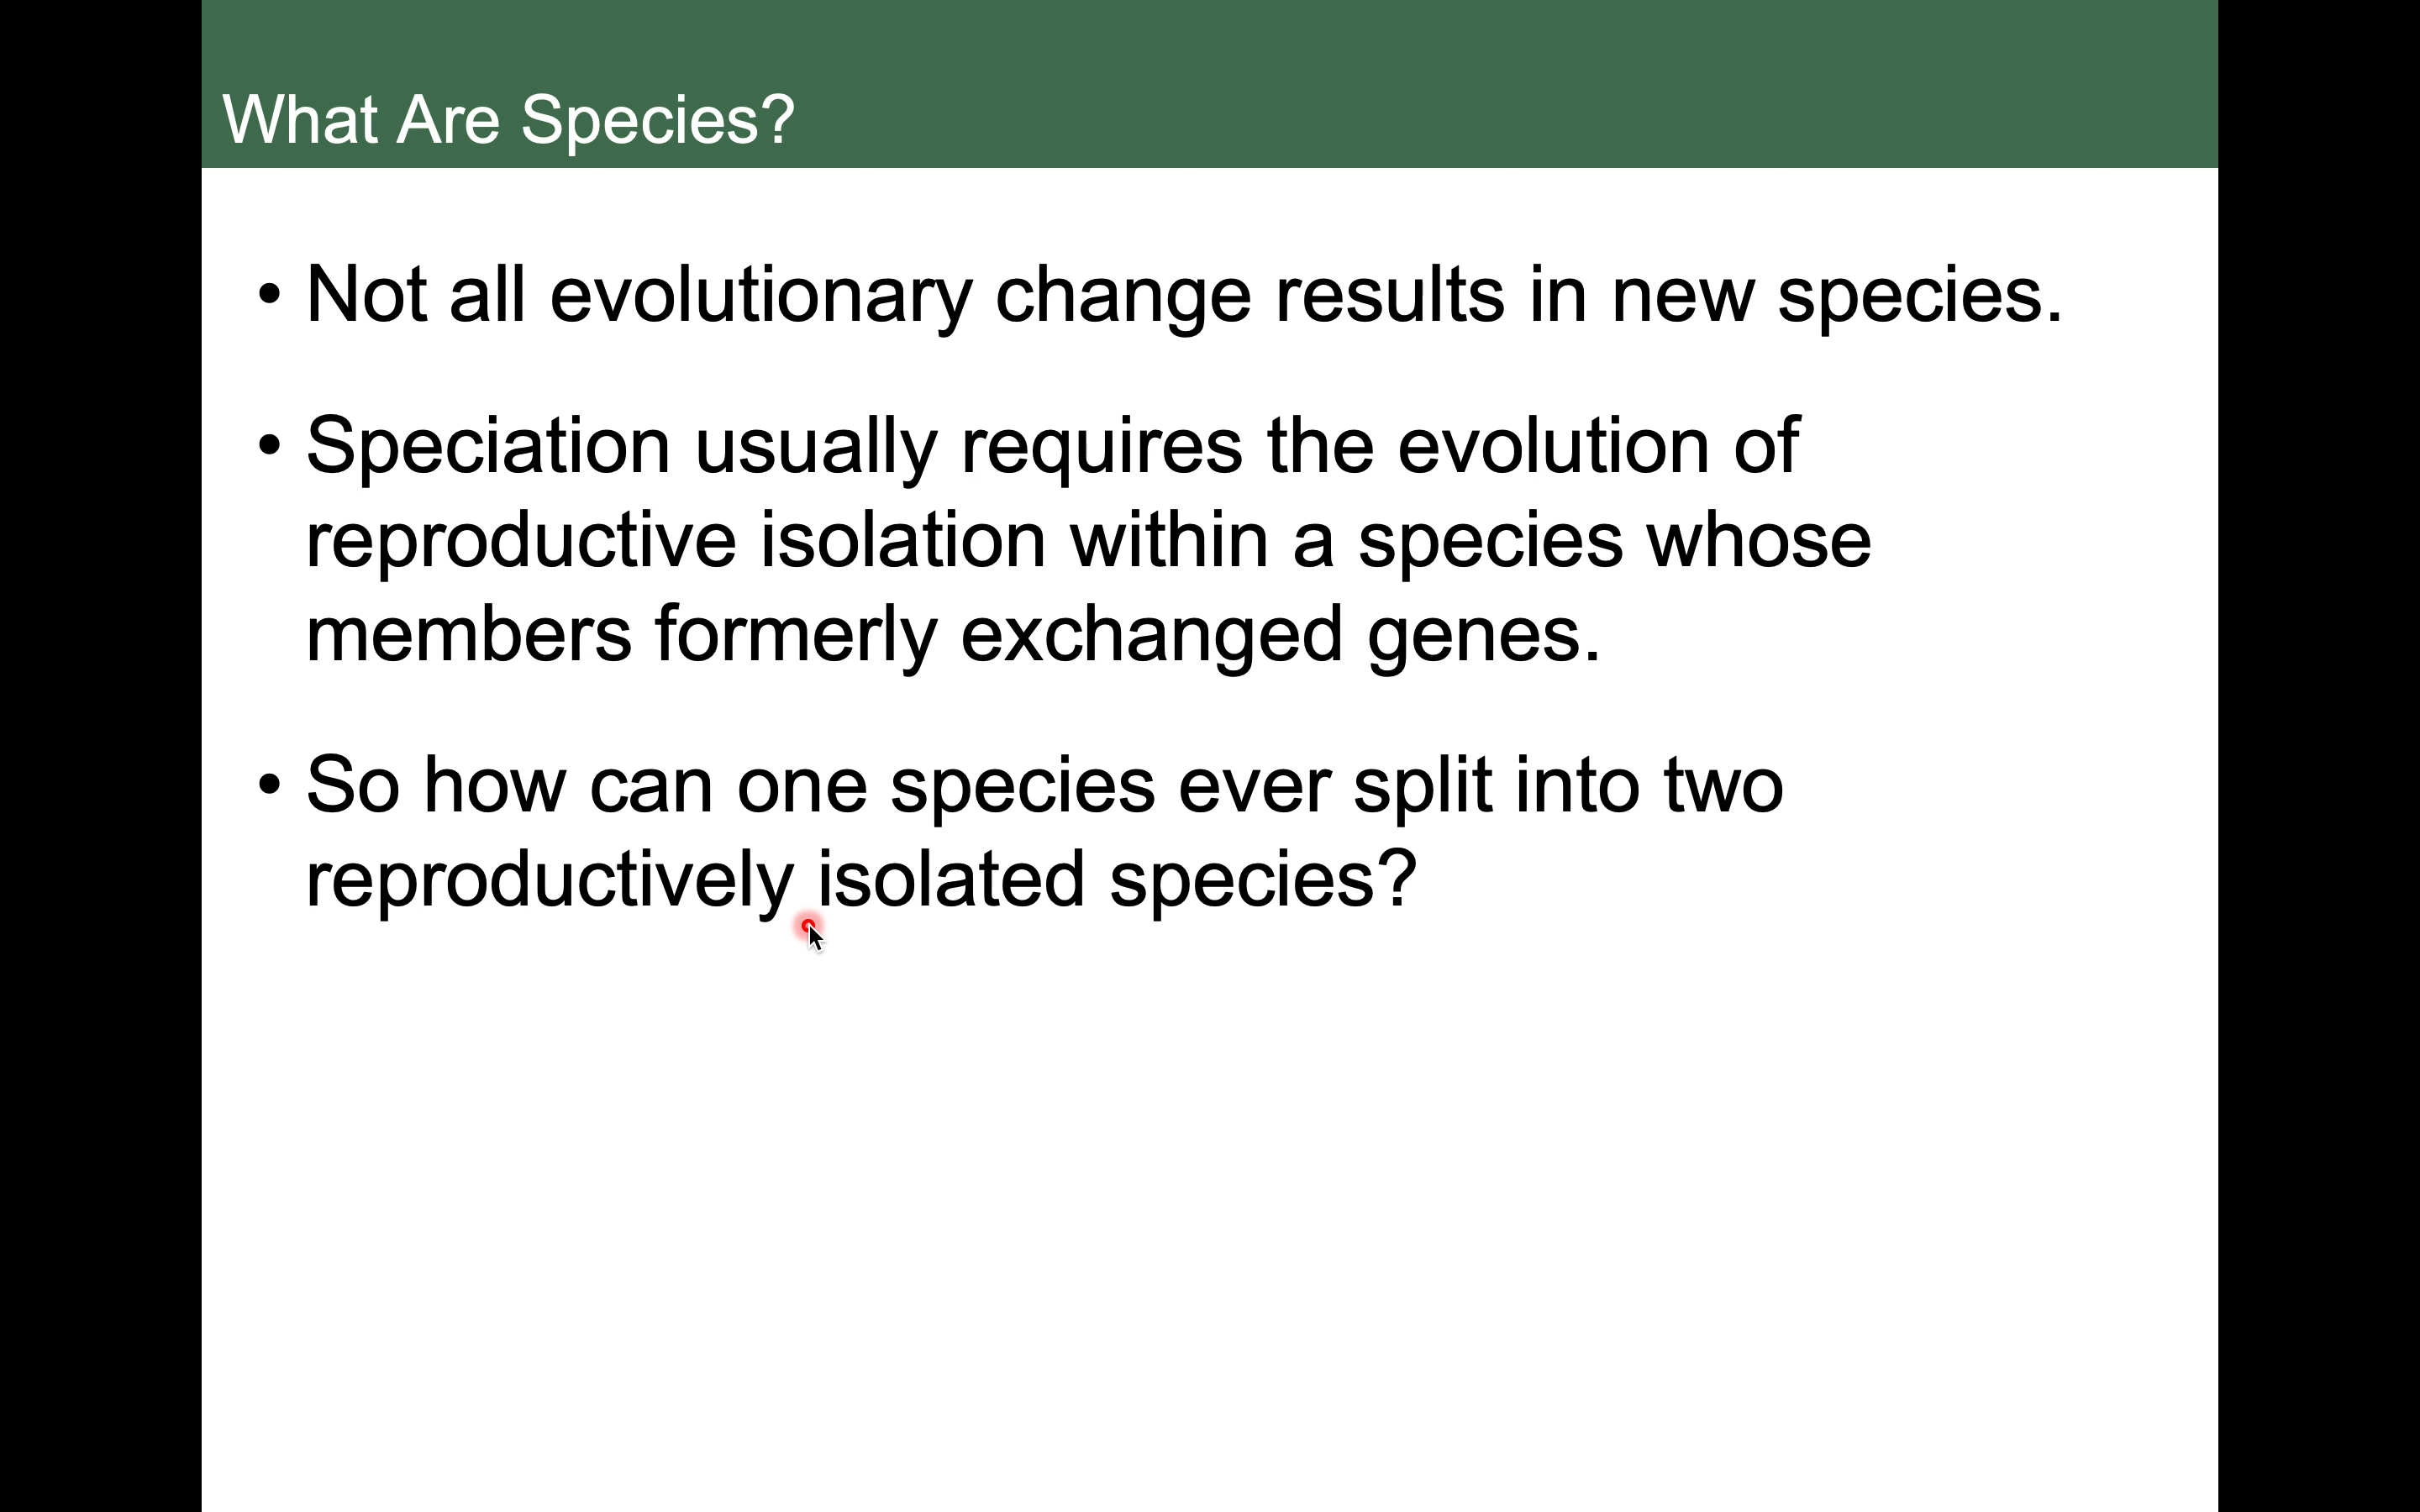 What Are Species?
• Not all evolutionary change results in new species.
• Speciation usually requires the evolution of
reproductive isolation within a species whose
members formerly exchanged genes.
• So how can one species ever split into two
reproductively isolated species?